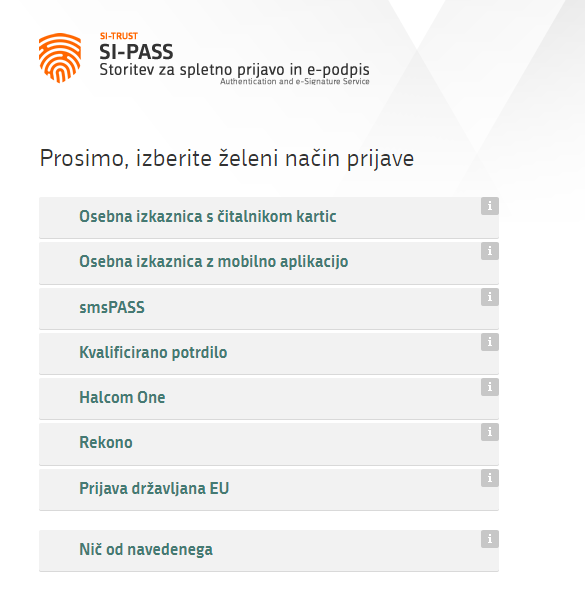 SI-TRUST
SI-PASS
Storitev za spletno prijavo in e-podpis
Authentication and e-Signature Service
Prosimo, izberite želeni način prijave
Osebna izkaznica s čitalnikom kartic
i
Osebna izkaznica z mobilno aplikacijo
i
smsPASS
i
Kvalificirano potrdilo
i
Halcom One
i
Rekono
i
Prijava državljana EU
i
Nič od navedenega
i